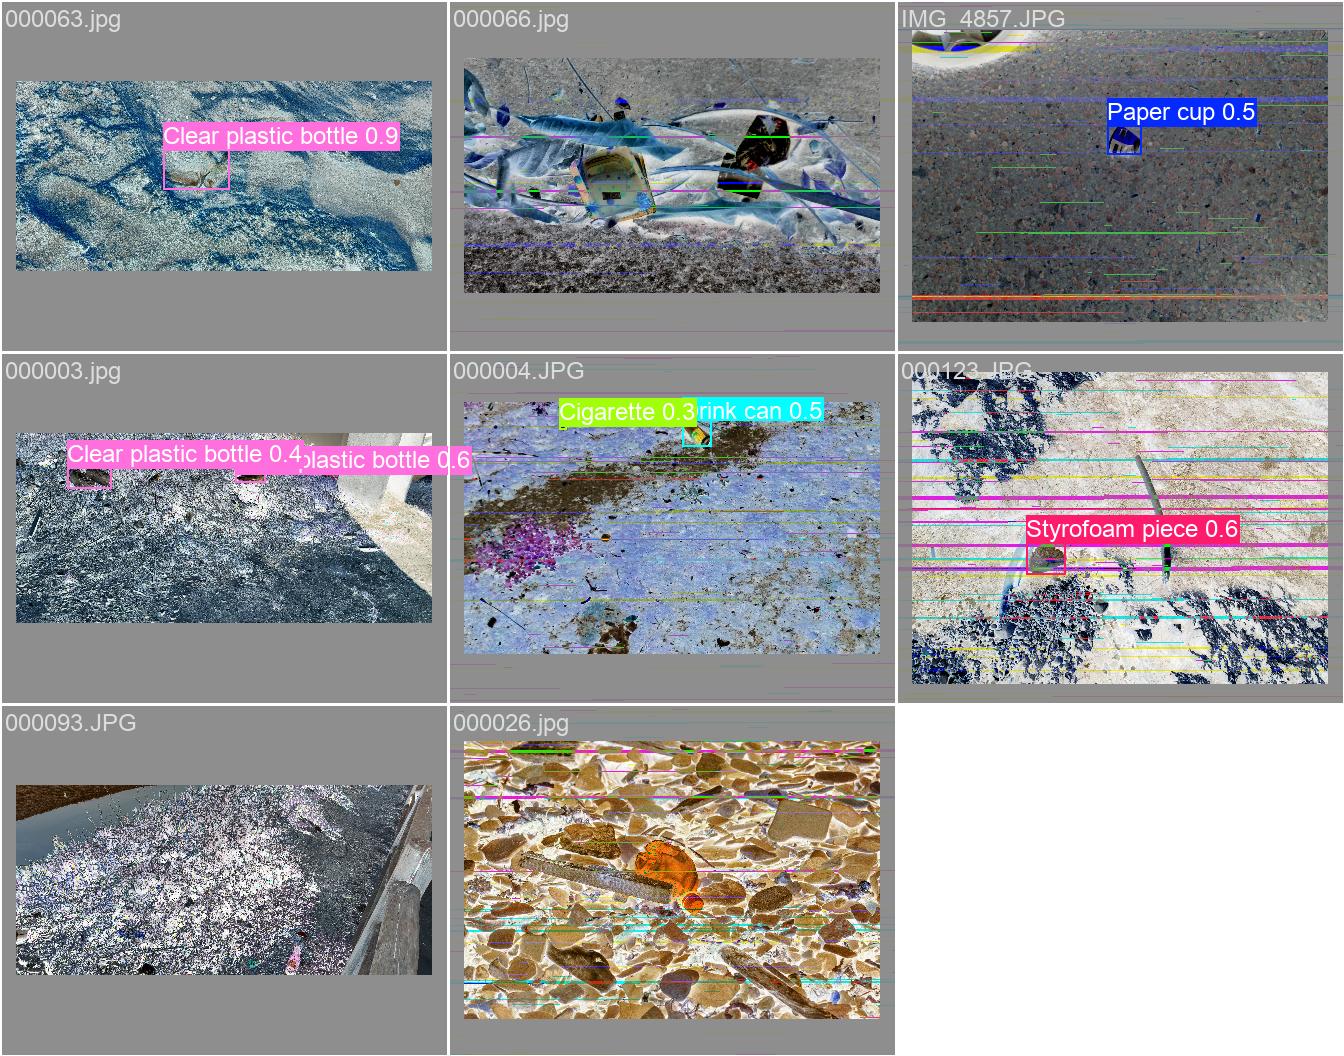 000063.jpg
000066.jpg
IMG_4857.JPG
Clear plastic bottle 0.9
Paper cup 0.5
000003.jpg
000004.JPG
000123.JPG
Clear plastic bottle 0.4
plastic bottle 0.6
Cigarette 0.3
rink can 0.5
Styrofoam piece 0.6
000093.JPG
000026.jpg